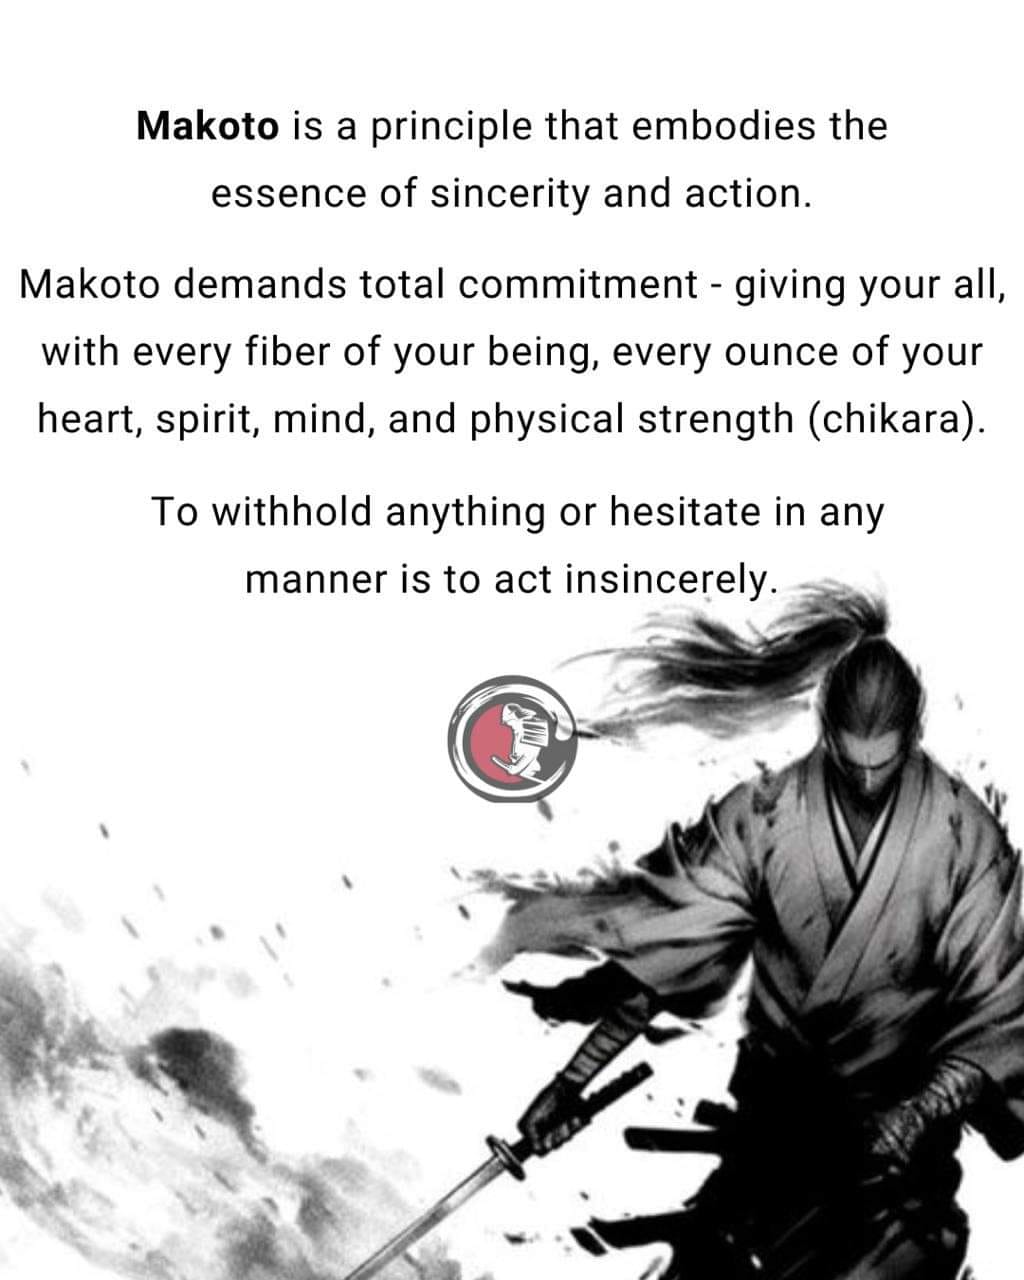 Makoto is a principle that embodies the
essence of sincerity and action.
Makoto demands total commitment - giving your all,
with every fiber of your being, every ounce of your
heart, spirit, mind, and physical strength (chikara).
To withhold anything or hesitate in any
manner is to act insincerely.